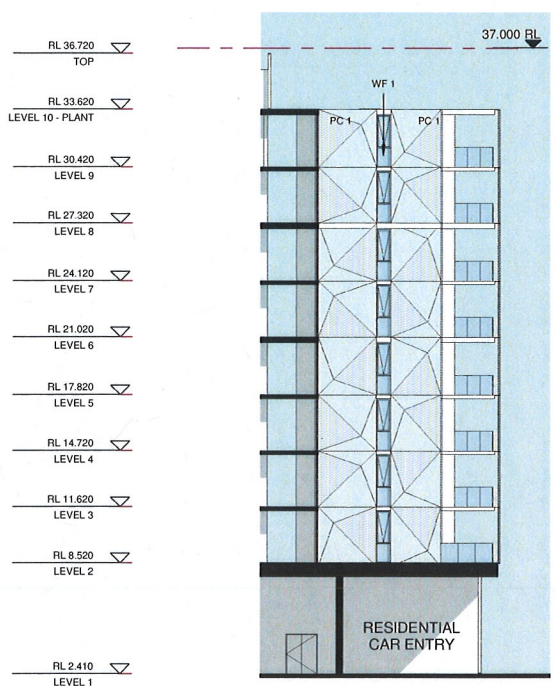 37.000 RL
RL 36.720
TOP
WF 1
RL 33.620
LEVEL 10 - PLANT
PC 1 PC 1
RL 30.420
LEVEL 9
RL 27.320
LEVEL 8
RL 24.120
LEVEL 7
RL 21.020
LEVEL 6
RL 17.820
LEVEL 5
RL 14.720
LEVEL 4
RL 11.620
LEVEL 3
RL 8.520
LEVEL 2
RESIDENTIAL
CAR ENTRY
RL 2.410
LEVEL 1